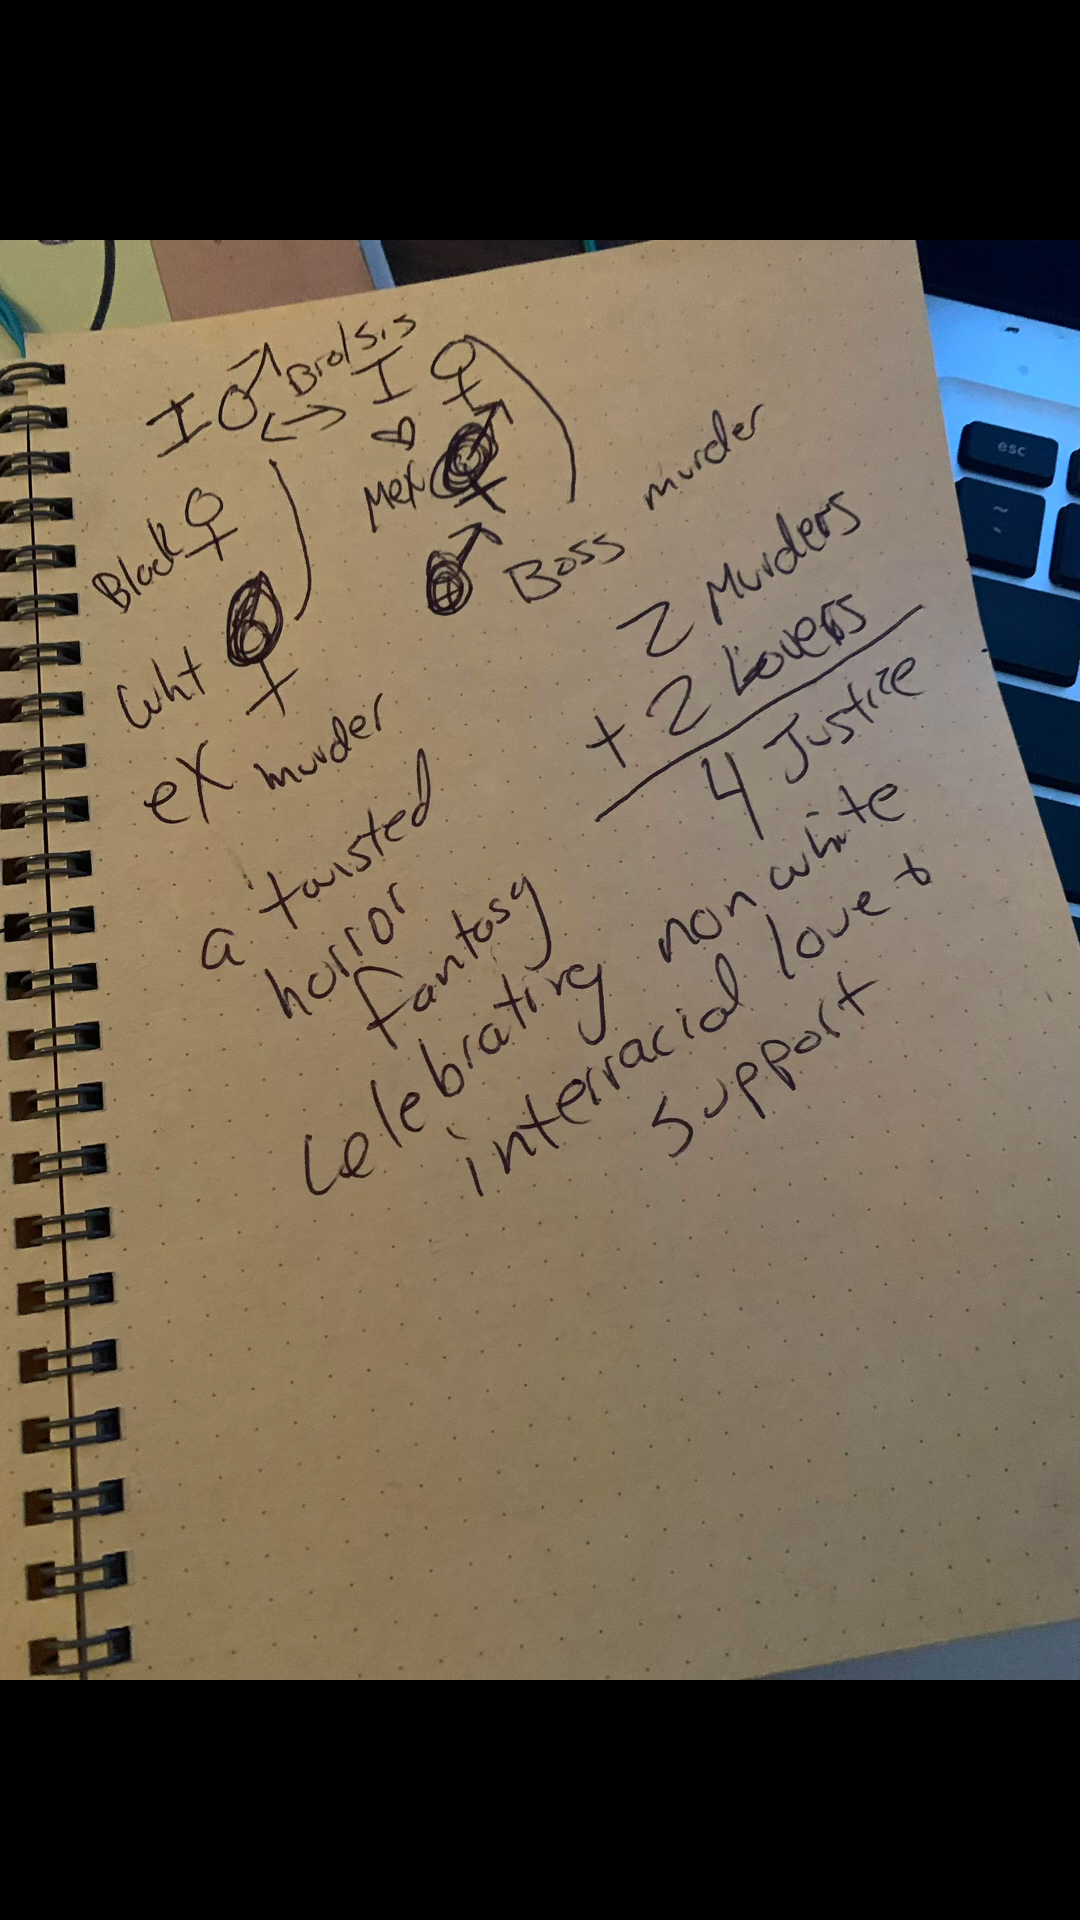 I ♂ Bro/sis I ♀
↔
♡
Black ♀
Mex
Wht ♀
Boss murder
ex murder
2 Murders
+ 2 Lovers
4 Justice
a twisted
horror
fantasy
celebrating non white
interracial love +
support
esc
~